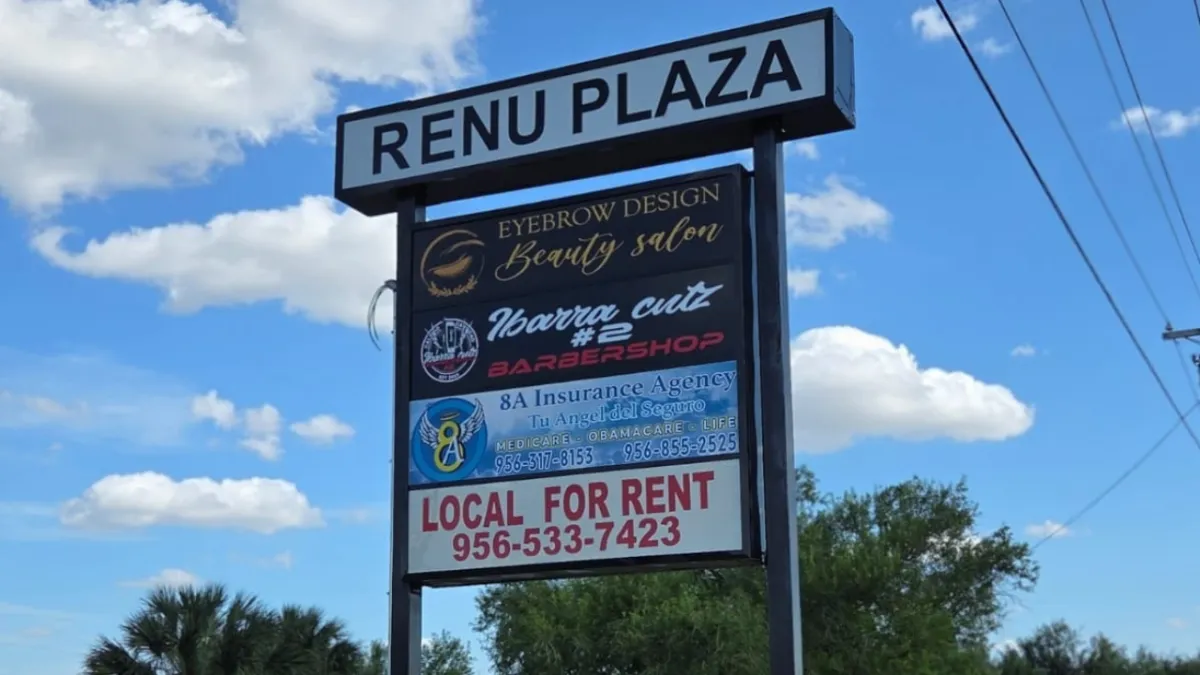 RENU PLAZA
EYEBROW DESIGN
Beauty salon
Ibarra cutz
#2
BARBERSHOP
8A Insurance Agency
Tu Angel del Seguro
MEDICARE - OBAMACARE - LIFE
956-317-8153 956-855-2525
8A
LOCAL FOR RENT
956-533-7423